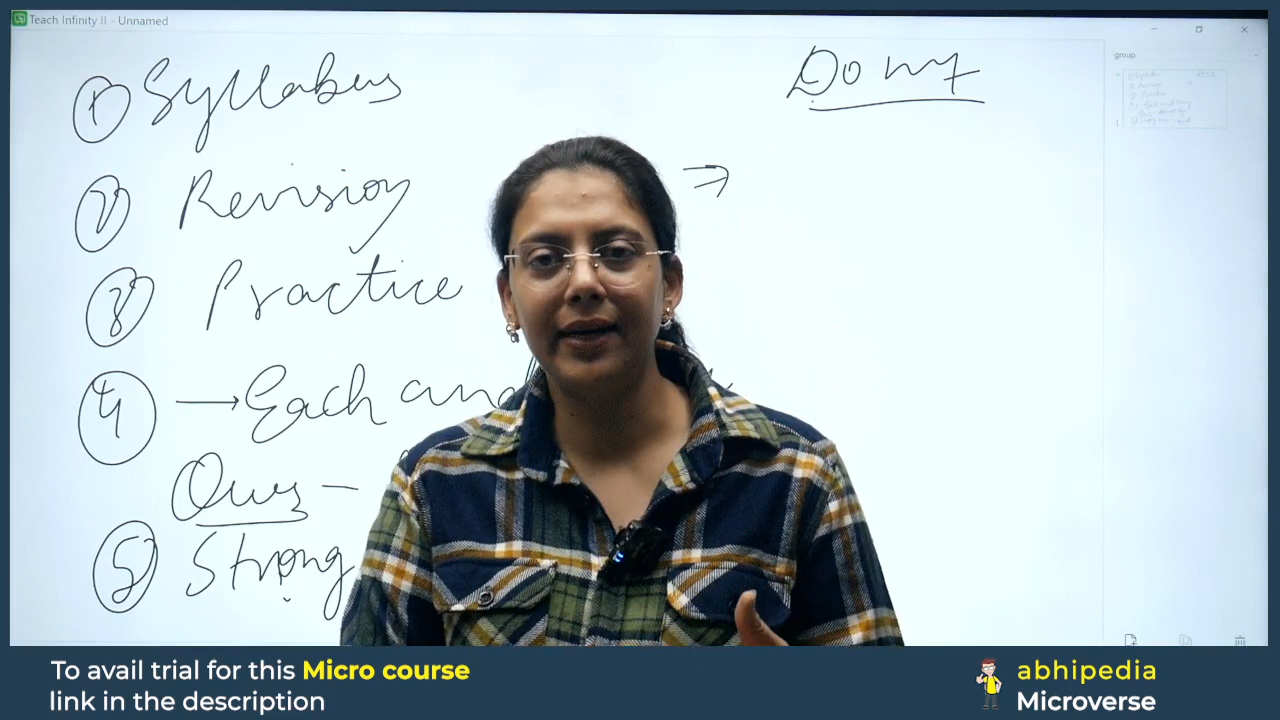 Teach Infinity II - Unnamed
group
① Syllabus
② Revision
③ Practice
④ → Each and
Ques -
⑤ Strong
⇒
To avail trial for this Micro course
link in the description
abhipedia
Microverse